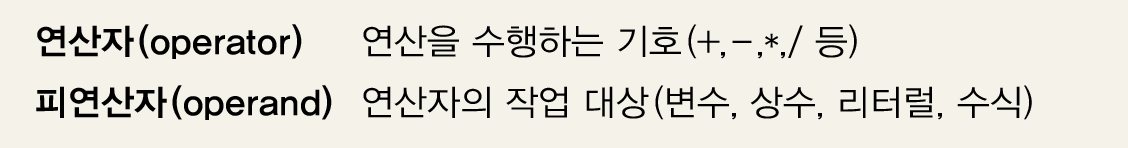 연산자(operator) 연산을 수행하는 기호(+,-,*,/ 등)
피연산자(operand) 연산자의 작업 대상(변수, 상수, 리터럴, 수식)